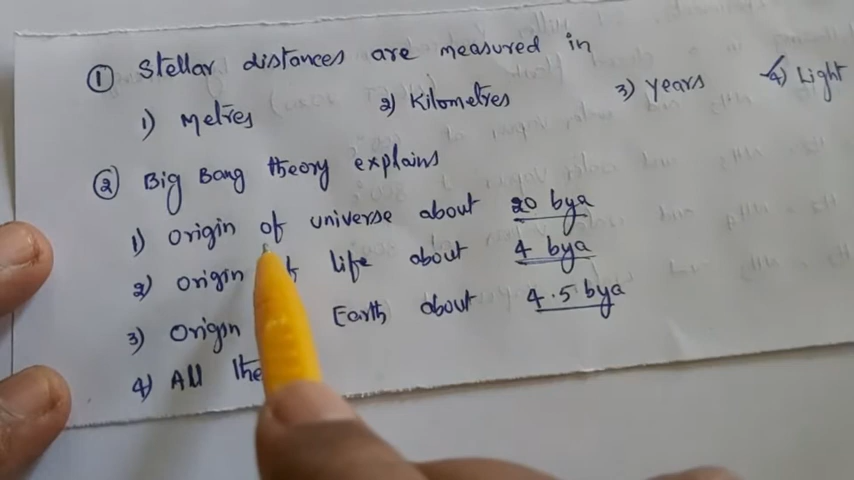 ① Stellar distances are measured in
1) Metres 2) Kilometres 3) Years 4) Light
② Big Bang theory explains
1) Origin of universe about 20 bya
2) Origin of life about 4 bya
3) Origin Earth about 4.5 bya
4) All the